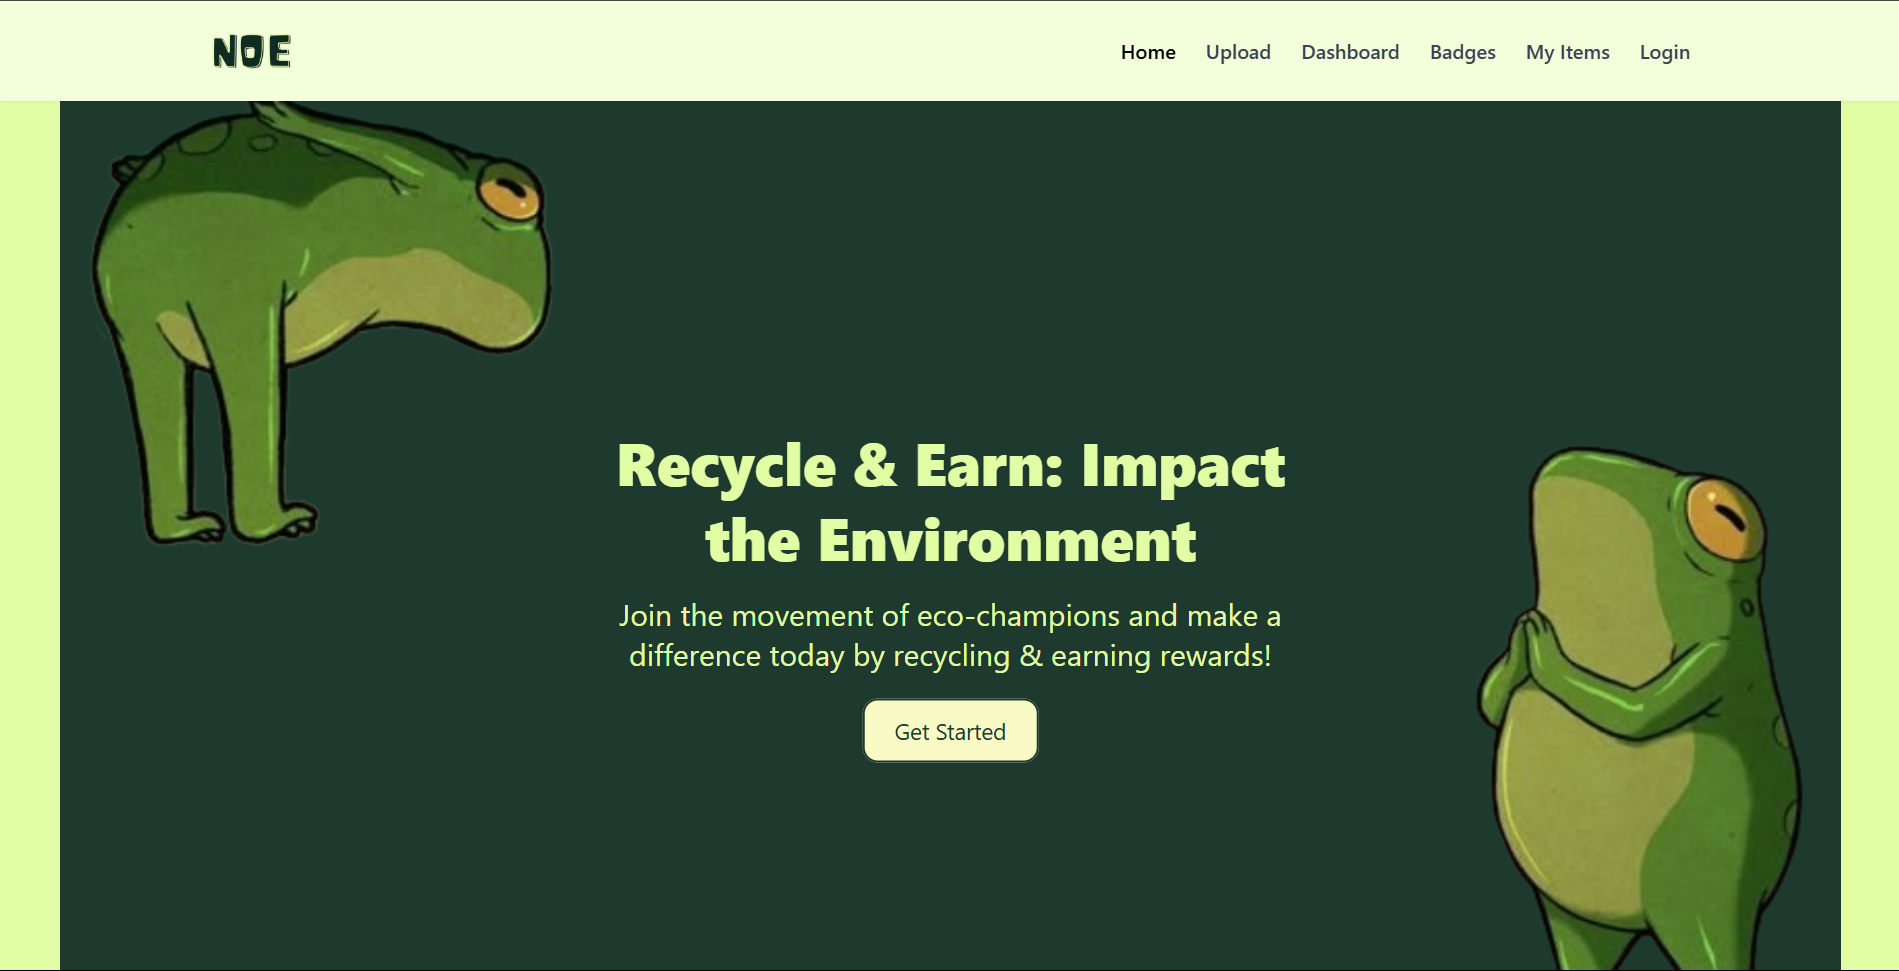 NOE
Home Upload Dashboard Badges My Items Login
Recycle & Earn: Impact
the Environment
Join the movement of eco-champions and make a
difference today by recycling & earning rewards!
Get Started